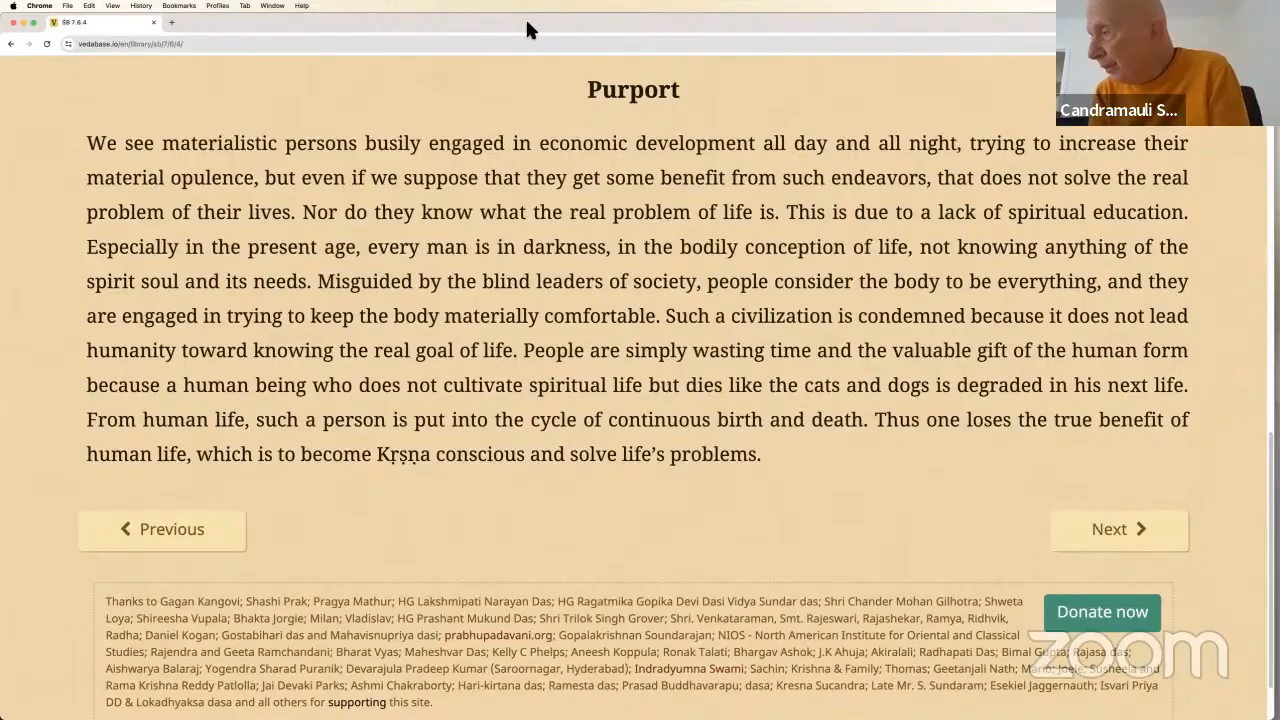 Chrome File Edit View History Bookmarks Profiles Tab Window Help
V SB 7.6.4
vedabase.io/en/library/sb/7/6/4/
Candramauli S...
Purport
We see materialistic persons busily engaged in economic development all day and all night, trying to increase their
material opulence, but even if we suppose that they get some benefit from such endeavors, that does not solve the real
problem of their lives. Nor do they know what the real problem of life is. This is due to a lack of spiritual education.
Especially in the present age, every man is in darkness, in the bodily conception of life, not knowing anything of the
spirit soul and its needs. Misguided by the blind leaders of society, people consider the body to be everything, and they
are engaged in trying to keep the body materially comfortable. Such a civilization is condemned because it does not lead
humanity toward knowing the real goal of life. People are simply wasting time and the valuable gift of the human form
because a human being who does not cultivate spiritual life but dies like the cats and dogs is degraded in his next life.
From human life, such a person is put into the cycle of continuous birth and death. Thus one loses the true benefit of
human life, which is to become Kṛṣṇa conscious and solve life’s problems.
Previous
Next
Thanks to Gagan Kangovi; Shashi Prak; Pragya Mathur; HG Lakshmipati Narayan Das; HG Ragatmika Gopika Devi Dasi Vidya Sundar das; Shri Chander Mohan Gilhotra; Shweta
Loya; Shireesha Vupala; Bhakta Jorgie; Milan; Vladislav; HG Prashant Mukund Das; Shri Trilok Singh Grover; Shri. Venkataraman, Smt. Rajeswari, Rajashekar, Ramya, Ridhvik,
Radha; Daniel Kogan; Gostabihari das and Mahavisnupriya dasi; prabhupadavani.org; Gopalakrishnan Soundarajan; NIOS - North American Institute for Oriental and Classical
Studies; Rajendra and Geeta Ramchandani; Bharat Vyas; Maheshver Das; Kelly C Phelps; Aneesh Koppula; Ronak Talati; Bhargav Ashok; J.K Ahuja; Akiralali; Radhapati Das; Bimal Gupta; Rajasa das;
Aishwarya Balaraj; Yogendra Sharad Puranik; Devarajula Pradeep Kumar (Saroornagar, Hyderabad); Indradyumna Swami; Sachin; Krishna & Family; Thomas; Geetanjali Nath; Mario; Joele; Susheela and
Rama Krishna Reddy Patlolla; Jai Devaki Parks; Ashmi Chakraborty; Hari-kirtana das; Ramesta das; Prasad Buddhavarapu; dasa; Kresna Sucandra; Late Mr. S. Sundaram; Esekiel Jaggernauth; Isvari Priya
DD & Lokadhyaksa dasa and all others for supporting this site.
Donate now
zoom